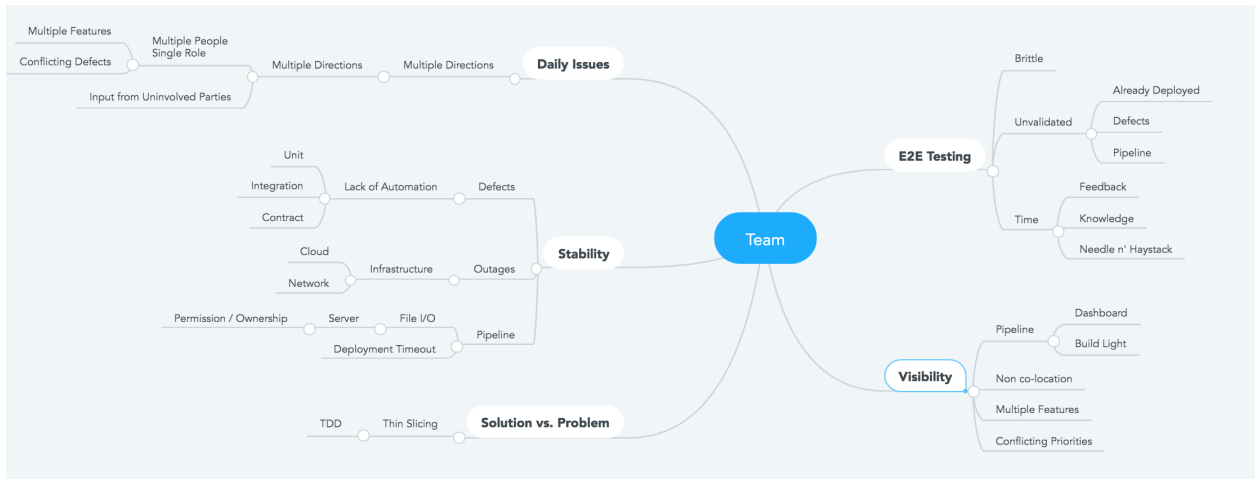 Team
Daily Issues
Multiple Directions
Multiple Directions
Multiple People
Single Role
Multiple Features
Conflicting Defects
Input from Uninvolved Parties
Stability
Defects
Lack of Automation
Unit
Integration
Contract
Outages
Infrastructure
Cloud
Network
Pipeline
File I/O
Server
Permission / Ownership
Deployment Timeout
Solution vs. Problem
Thin Slicing
TDD
E2E Testing
Brittle
Unvalidated
Already Deployed
Defects
Pipeline
Time
Feedback
Knowledge
Needle n' Haystack
Visibility
Pipeline
Dashboard
Build Light
Non co-location
Multiple Features
Conflicting Priorities